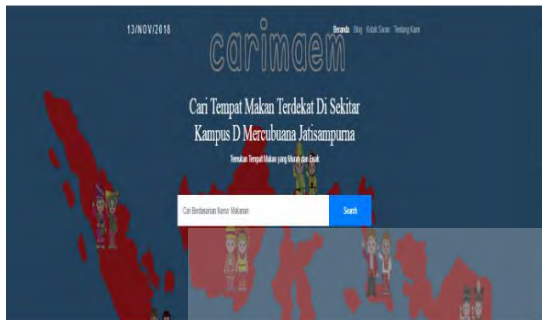 13/NOV/2018
Beranda Blog Kotak Saran Tentang Kami
carimaem
Cari Tempat Makan Terdekat Di Sekitar
Kampus D Mercubuana Jatisampurna
Temukan Tempat Makan yang Murah dan Enak
Cari Berdasarkan Nama Makanan
Search